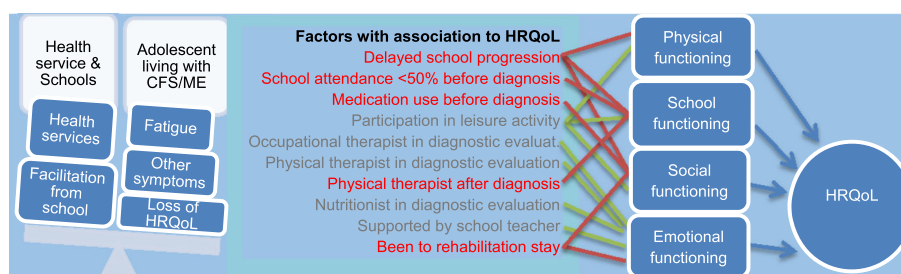 Health
service &
Schools
Health
services
Facilitation
from
school
Adolescent
living with
CFS/ME
Fatigue
Other
symptoms
Loss of
HRQoL
Factors with association to HRQoL
Delayed school progression
School attendance <50% before diagnosis
Medication use before diagnosis
Participation in leisure activity
Occupational therapist in diagnostic evaluat.
Physical therapist in diagnostic evaluation
Physical therapist after diagnosis
Nutritionist in diagnostic evaluation
Supported by school teacher
Been to rehabilitation stay
Physical
functioning
School
functioning
Social
functioning
Emotional
functioning
HRQoL